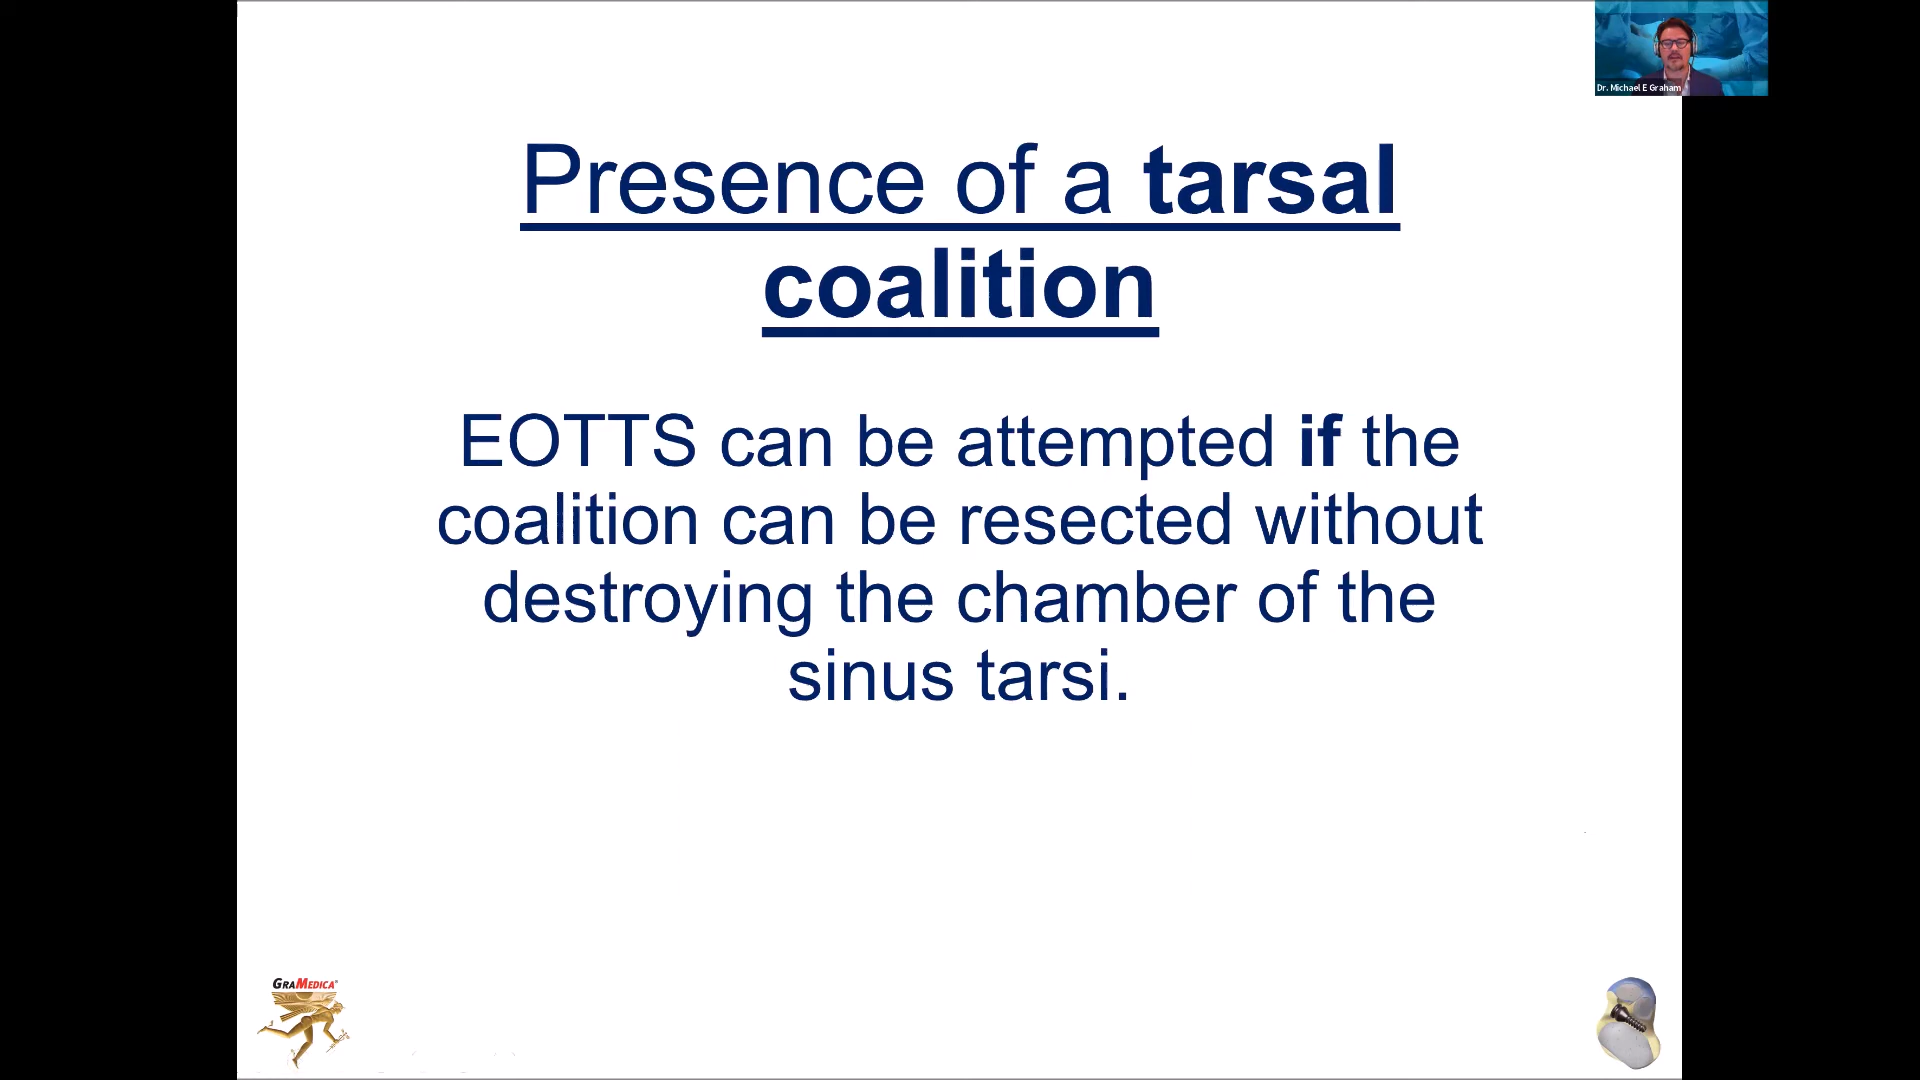 Dr. Michael E Graham
Presence of a tarsal
coalition
EOTTS can be attempted if the
coalition can be resected without
destroying the chamber of the
sinus tarsi.
GRAMEDICA®